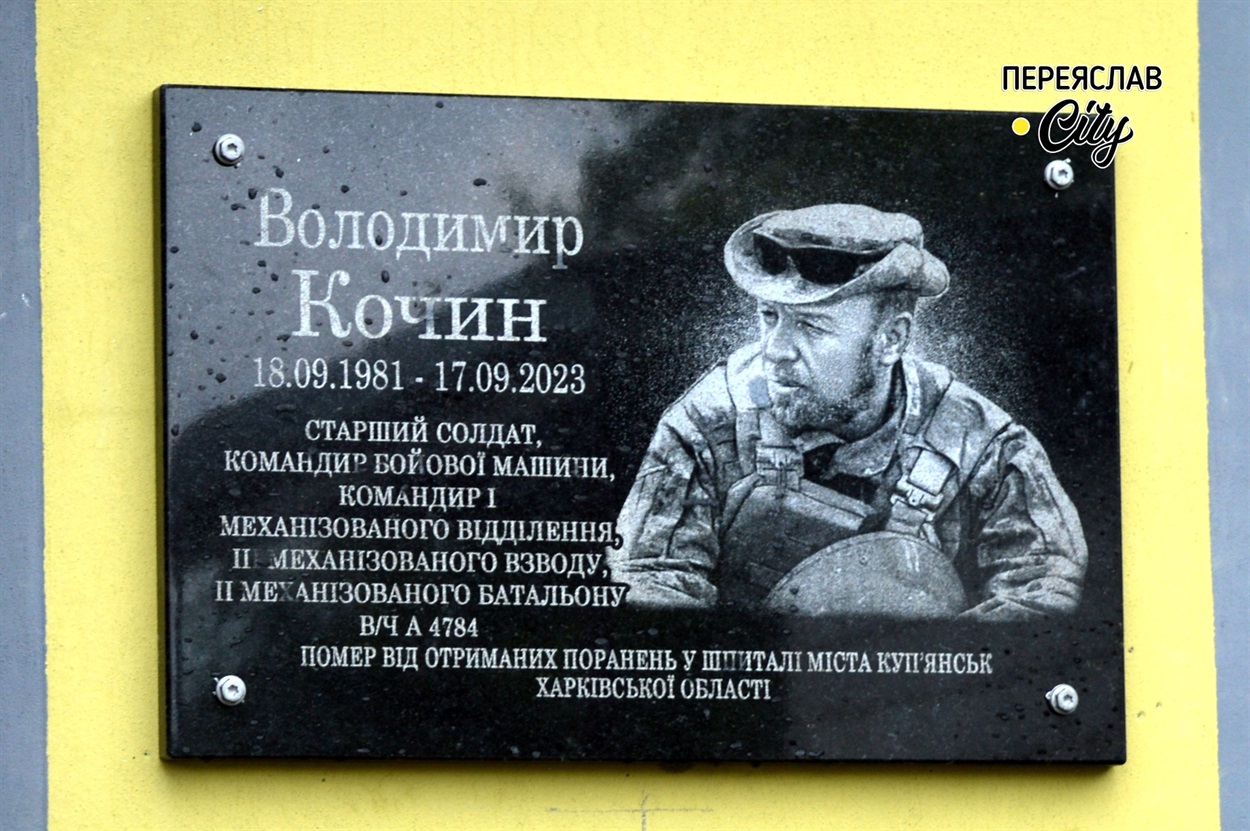 ПЕРЕЯСЛАВ
City
Володимир
Кочин
18.09.1981 - 17.09.2023
СТАРШИЙ СОЛДАТ,
КОМАНДИР БОЙОВОЇ МАШИНИ,
КОМАНДИР І
МЕХАНІЗОВАНОГО ВІДДІЛЕННЯ,
ІІ МЕХАНІЗОВАНОГО ВЗВОДУ,
ІІ МЕХАНІЗОВАНОГО БАТАЛЬОНУ
В/Ч А 4784
ПОМЕР ВІД ОТРИМАНИХ ПОРАНЕНЬ У ШПИТАЛІ МІСТА КУП'ЯНСЬК
ХАРКІВСЬКОЇ ОБЛАСТІ